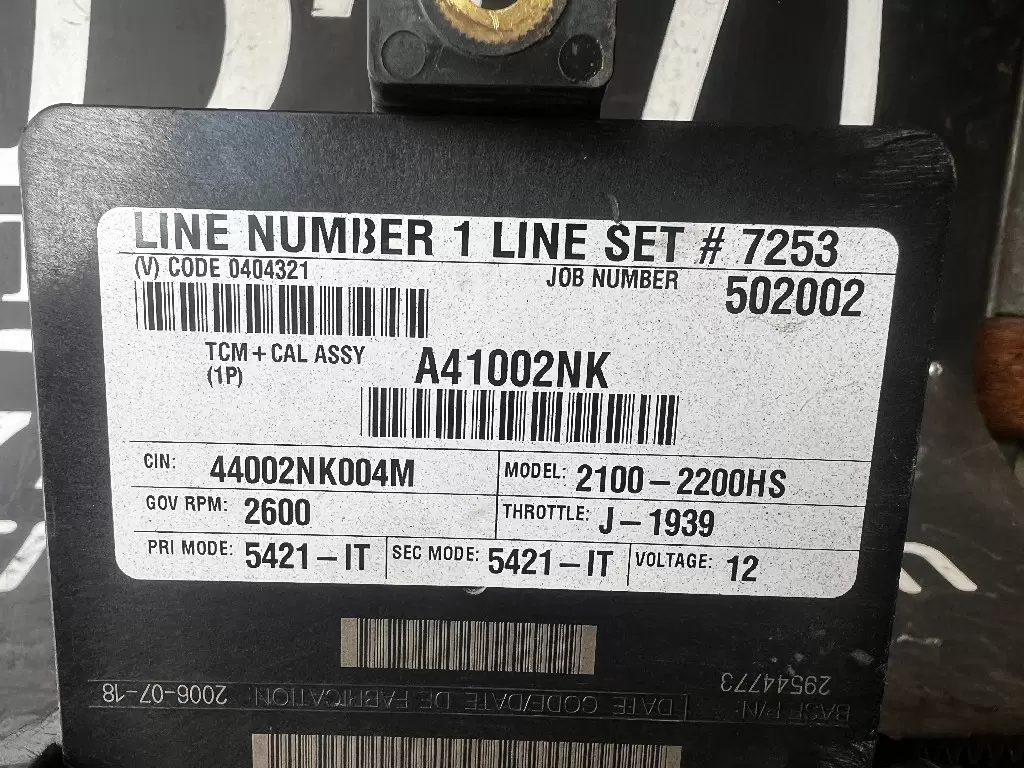 LINE NUMBER 1 LINE SET # 7253
(V) CODE 0404321
JOB NUMBER 502002
TCM + CAL ASSY A41002NK
(1P)
CIN: 44002NK004M MODEL: 2100-2200HS
GOV RPM: 2600 THROTTLE: J-1939
PRI MODE: 5421-IT SEC MODE: 5421-IT VOLTAGE: 12
BASE P/N: 29544773
DATE CODE/DATE DE FABRICATION: 2006-07-18